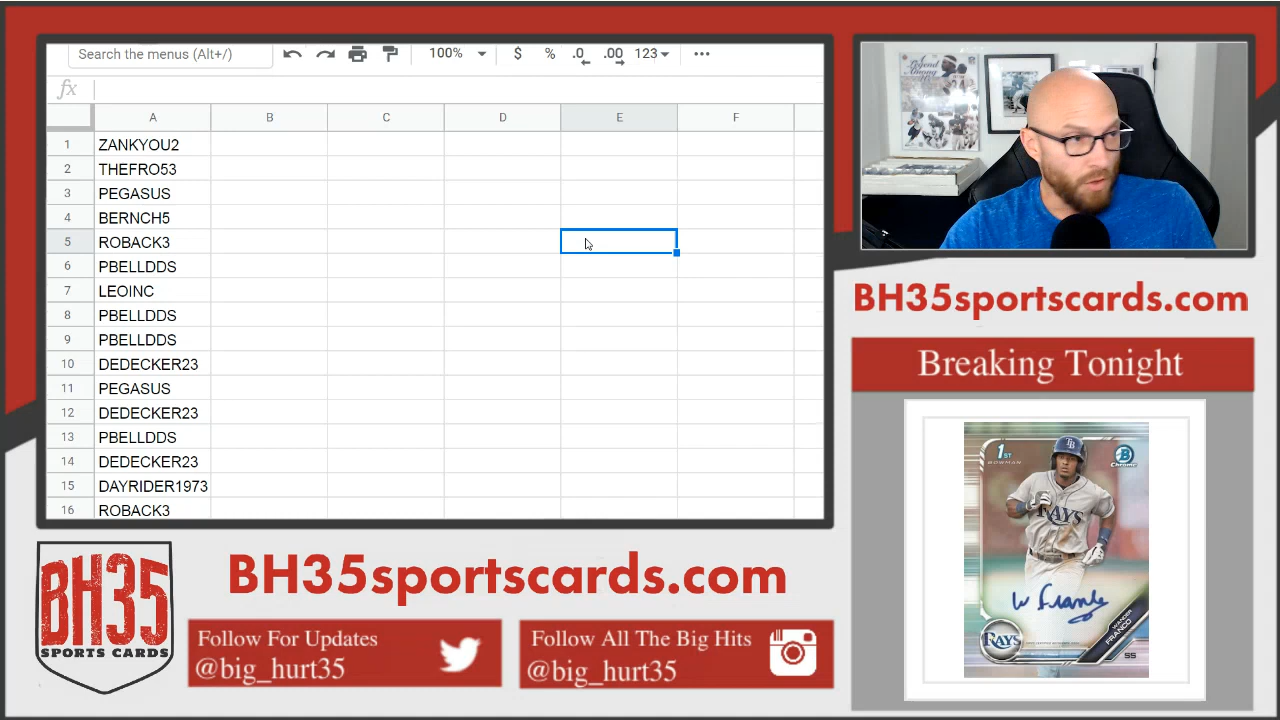 Search the menus (Alt+/)
100%
$ % .0 .00 123
fx
A B C D E F
1 ZANKYOU2
2 THEFRO53
3 PEGASUS
4 BERNCH5
5 ROBACK3
6 PBELLDDS
7 LEOINC
8 PBELLDDS
9 PBELLDDS
10 DEDECKER23
11 PEGASUS
12 DEDECKER23
13 PBELLDDS
14 DEDECKER23
15 DAYRIDER1973
16 ROBACK3
BH35sportscards.com
Breaking Tonight
1ST
BOWMAN
B
Chrome
TB
RAYS
W Franco
RAYS
WANDER
FRANCO
SS
BH35
SPORTS CARDS
BH35sportscards.com
Follow For Updates
@big_hurt35
Follow All The Big Hits
@big_hurt35